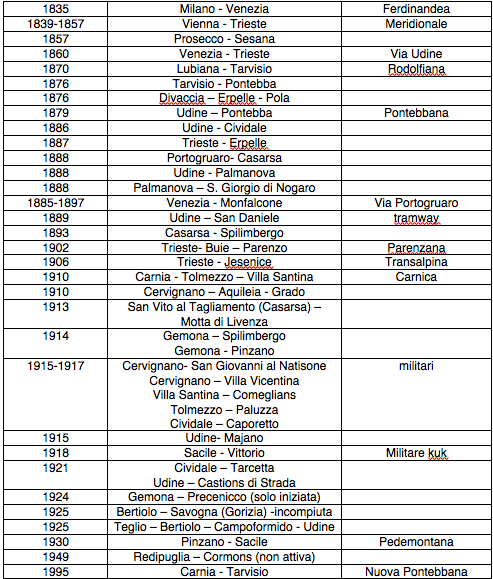 1835 Milano - Venezia Ferdinandea
1839-1857 Vienna - Trieste Meridionale
1857 Prosecco - Sesana
1860 Venezia - Trieste Via Udine
1870 Lubiana - Tarvisio Rodolfiana
1876 Tarvisio - Pontebba
1876 Divaccia – Erpelle - Pola
1879 Udine – Pontebba Pontebbana
1886 Udine - Cividale
1887 Trieste - Erpelle
1888 Portogruaro- Casarsa
1888 Udine - Palmanova
1888 Palmanova – S. Giorgio di Nogaro
1885-1897 Venezia - Monfalcone Via Portogruaro
1889 Udine – San Daniele tramway
1893 Casarsa - Spilimbergo
1902 Trieste- Buie – Parenzo Parenzana
1906 Trieste - Jesenice Transalpina
1910 Carnia - Tolmezzo – Villa Santina Carnica
1910 Cervignano – Aquileia - Grado
1913 San Vito al Tagliamento (Casarsa) –
Motta di Livenza
1914 Gemona – Spilimbergo
Gemona - Pinzano
1915-1917 Cervignano- San Giovanni al Natisone militari
Cervignano – Villa Vicentina
Villa Santina – Comeglians
Tolmezzo – Paluzza
Cividale – Caporetto
1915 Udine- Majano
1918 Sacile - Vittorio Militare kuk
1921 Cividale – Tarcetta
Udine – Castions di Strada
1924 Gemona – Precenicco (solo iniziata)
1925 Bertiolo – Savogna (Gorizia) -incompiuta
1925 Teglio – Bertiolo – Campoformido - Udine
1930 Pinzano - Sacile Pedemontana
1949 Redipuglia – Cormons (non attiva)
1995 Carnia - Tarvisio Nuova Pontebbana